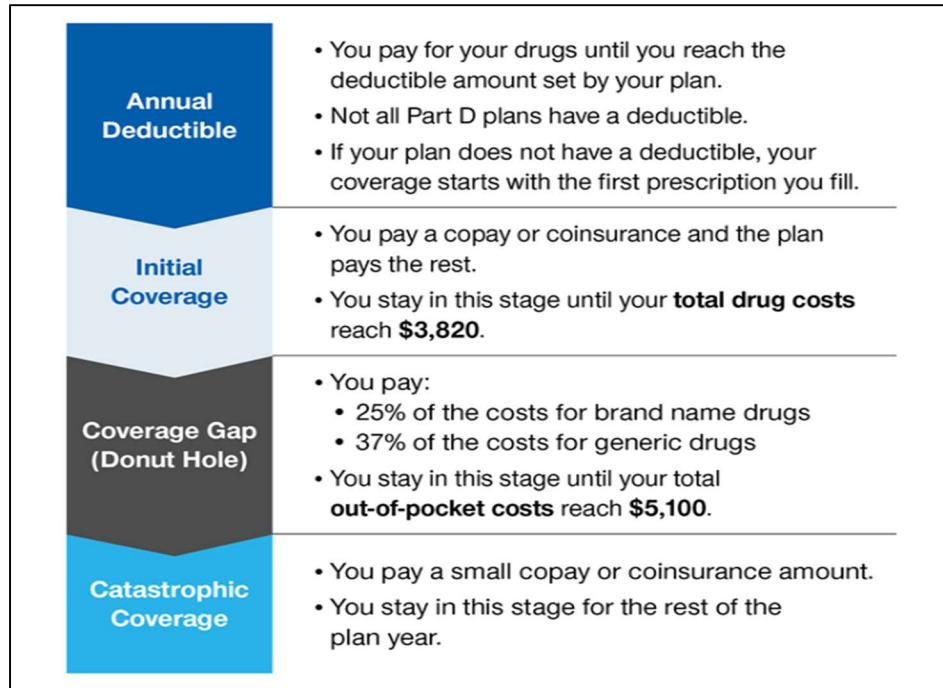 Annual
Deductible
• You pay for your drugs until you reach the
deductible amount set by your plan.
• Not all Part D plans have a deductible.
• If your plan does not have a deductible, your
coverage starts with the first prescription you fill.
Initial
Coverage
• You pay a copay or coinsurance and the plan
pays the rest.
• You stay in this stage until your total drug costs
reach $3,820.
Coverage Gap
(Donut Hole)
• You pay:
• 25% of the costs for brand name drugs
• 37% of the costs for generic drugs
• You stay in this stage until your total
out-of-pocket costs reach $5,100.
Catastrophic
Coverage
• You pay a small copay or coinsurance amount.
• You stay in this stage for the rest of the
plan year.